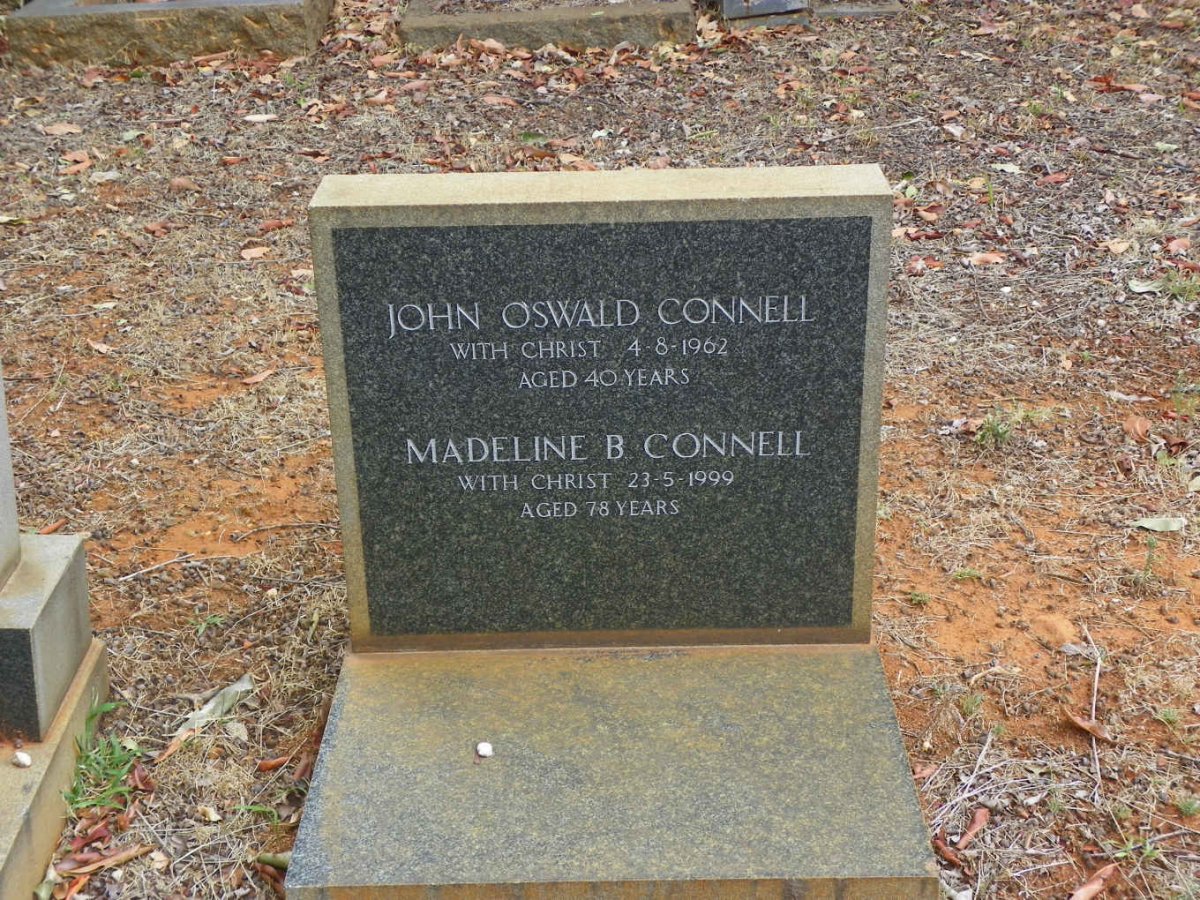 JOHN OSWALD CONNELL
WITH CHRIST 4-8-1962
AGED 40 YEARS
MADELINE B CONNELL
WITH CHRIST 23-5-1999
AGED 78 YEARS